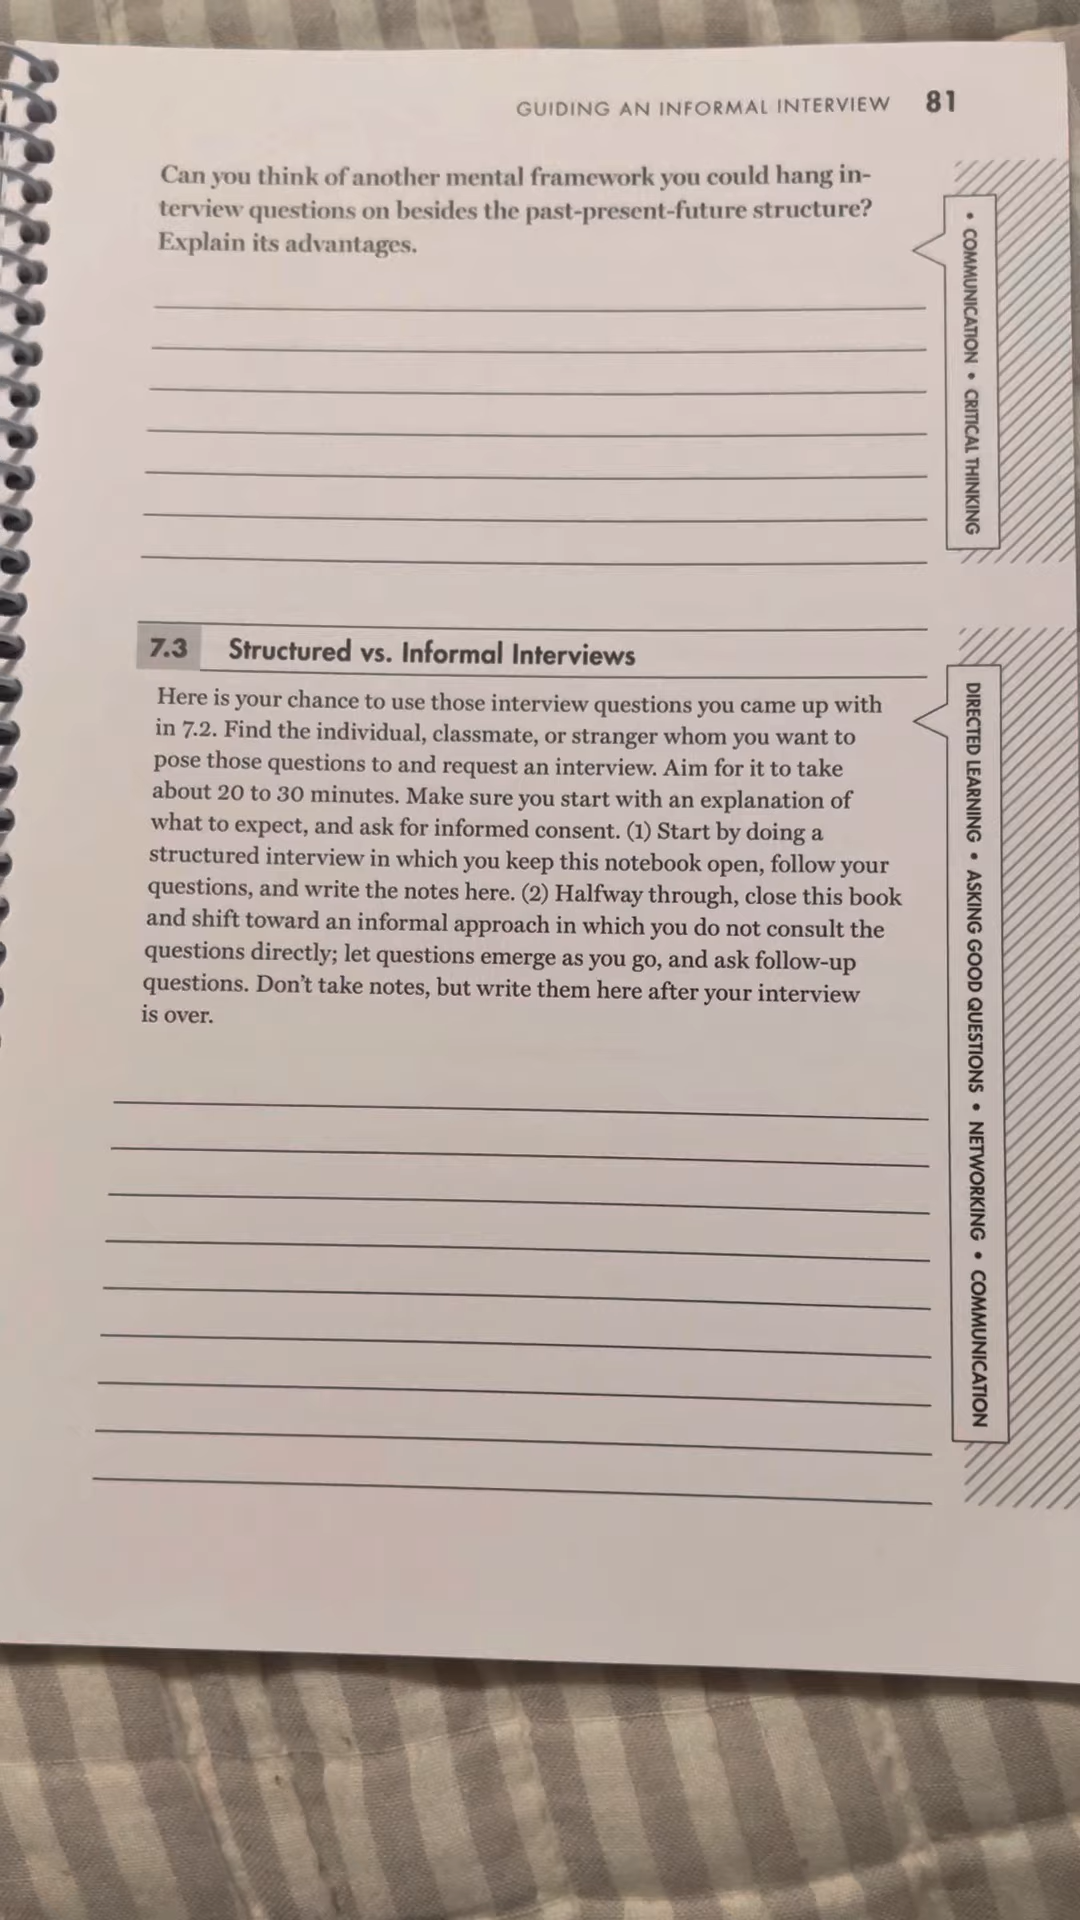 GUIDING AN INFORMAL INTERVIEW 81
Can you think of another mental framework you could hang in-
terview questions on besides the past-present-future structure?
Explain its advantages.
• COMMUNICATION • CRITICAL THINKING
7.3 Structured vs. Informal Interviews
Here is your chance to use those interview questions you came up with
in 7.2. Find the individual, classmate, or stranger whom you want to
pose those questions to and request an interview. Aim for it to take
about 20 to 30 minutes. Make sure you start with an explanation of
what to expect, and ask for informed consent. (1) Start by doing a
structured interview in which you keep this notebook open, follow your
questions, and write the notes here. (2) Halfway through, close this book
and shift toward an informal approach in which you do not consult the
questions directly; let questions emerge as you go, and ask follow-up
questions. Don’t take notes, but write them here after your interview
is over.
DIRECTED LEARNING • ASKING GOOD QUESTIONS • NETWORKING • COMMUNICATION